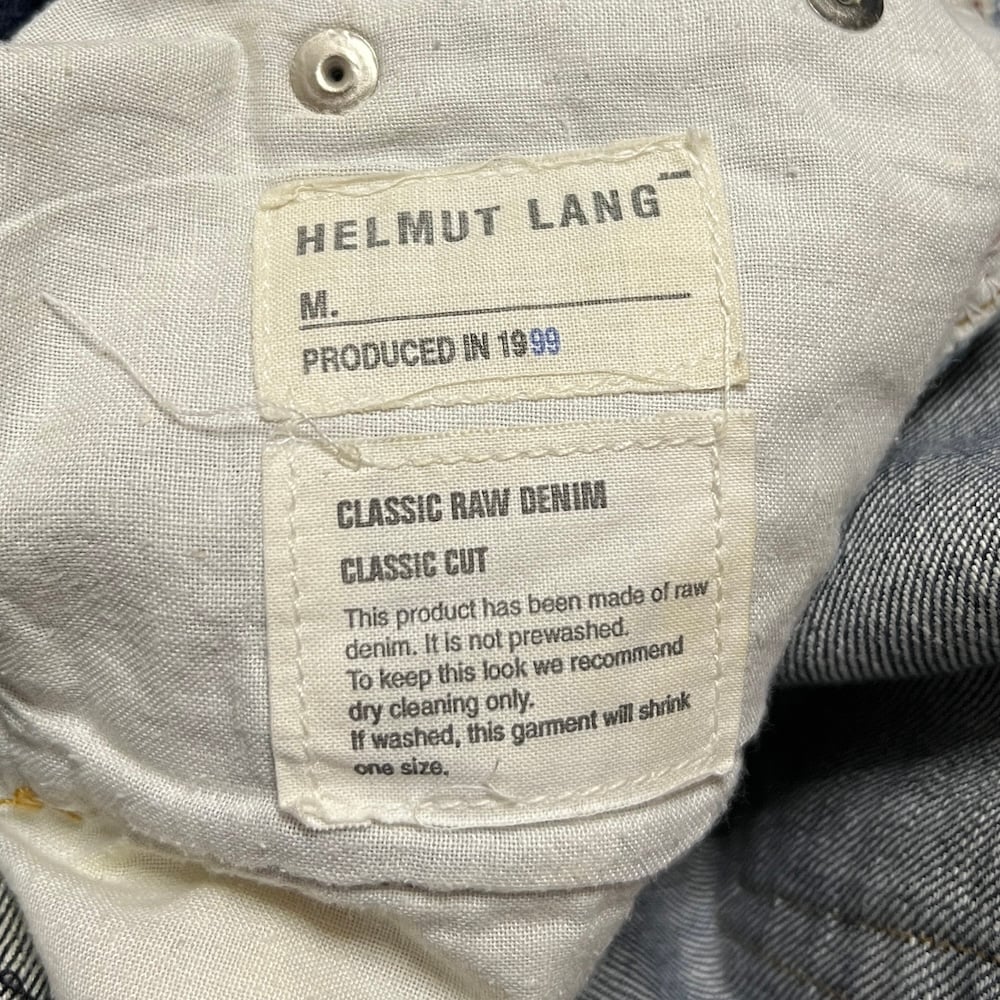 HELMUT LANG
M.
PRODUCED IN 1999
CLASSIC RAW DENIM
CLASSIC CUT
This product has been made of raw
denim. It is not prewashed.
To keep this look we recommend
dry cleaning only.
If washed, this garment will shrink
one size.